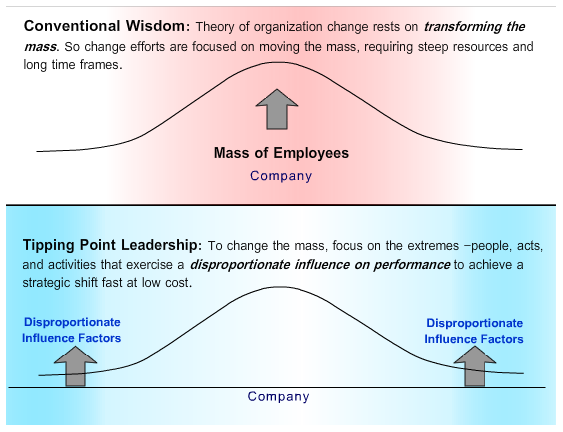 Conventional Wisdom: Theory of organization change rests on transforming the
mass. So change efforts are focused on moving the mass, requiring steep resources and
long time frames.
Mass of Employees
Company
Tipping Point Leadership: To change the mass, focus on the extremes −people, acts,
and activities that exercise a disproportionate influence on performance to achieve a
strategic shift fast at low cost.
Disproportionate
Influence Factors
Disproportionate
Influence Factors
Company